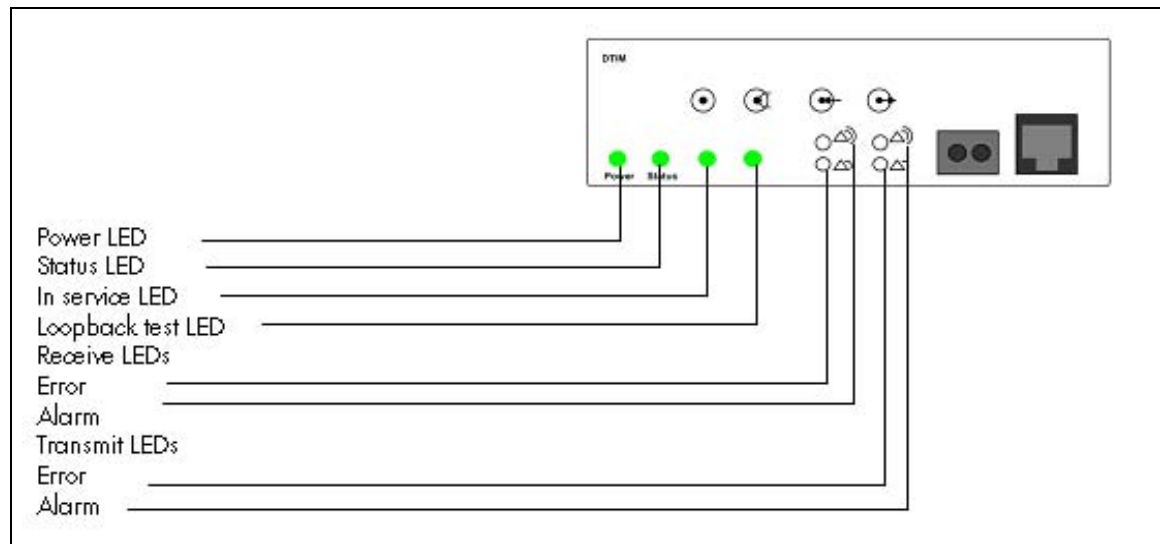 DTIM
Power Status
Power LED
Status LED
In service LED
Loopback test LED
Receive LEDs
Error
Alarm
Transmit LEDs
Error
Alarm